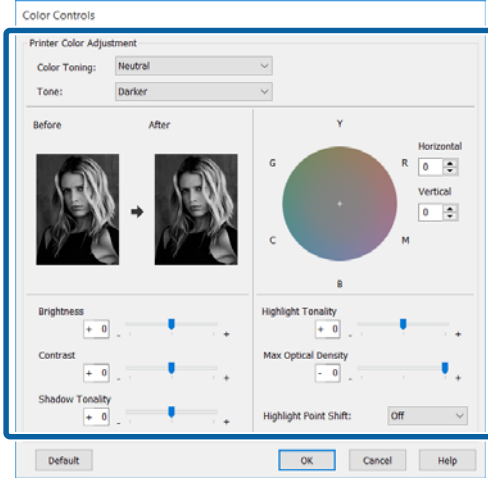 Color Controls
Printer Color Adjustment
Color Toning: Neutral
Tone: Darker
Before After
Y
G R
C M
B
Horizontal
0
Vertical
0
Brightness
+ 0 - +
Contrast
+ 0 - +
Shadow Tonality
+ 0 - +
Highlight Tonality
+ 0 - +
Max Optical Density
- 0 - +
Highlight Point Shift: Off
Default OK Cancel Help